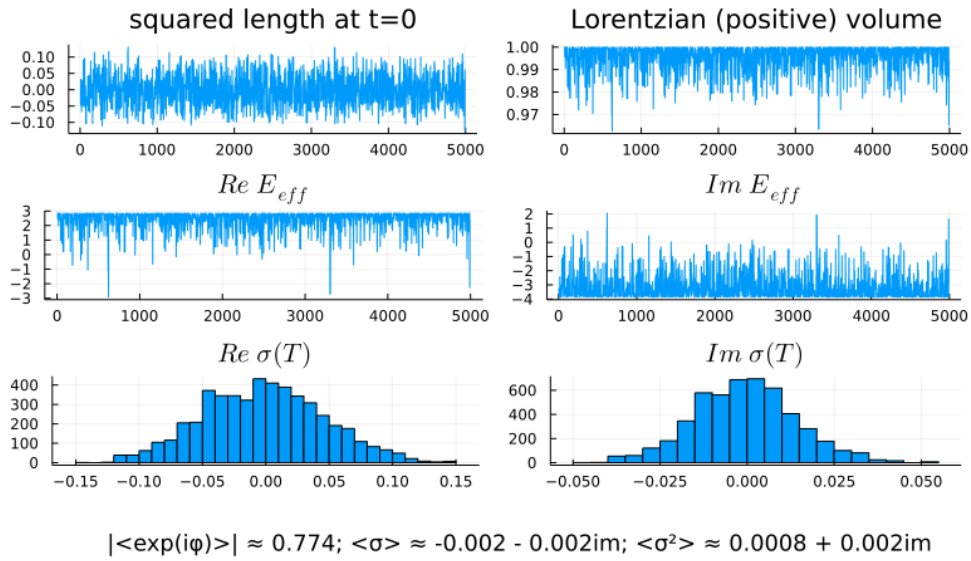 squared length at t=0
Lorentzian (positive) volume
0.10
0.05
0.00
−0.05
−0.10
0 1000 2000 3000 4000 5000
1.00
0.99
0.98
0.97
0 1000 2000 3000 4000 5000
Re E_eff
Im E_eff
3
2
1
0
−1
−2
−3
0 1000 2000 3000 4000 5000
2
1
0
−1
−2
−3
−4
0 1000 2000 3000 4000 5000
Re σ(T)
Im σ(T)
400
300
200
100
0
−0.15 −0.10 −0.05 0.00 0.05 0.10 0.15
600
400
200
0
−0.050 −0.025 0.000 0.025 0.050
|<exp(iφ)>| ≈ 0.774; <σ> ≈ -0.002 - 0.002im; <σ²> ≈ 0.0008 + 0.002im